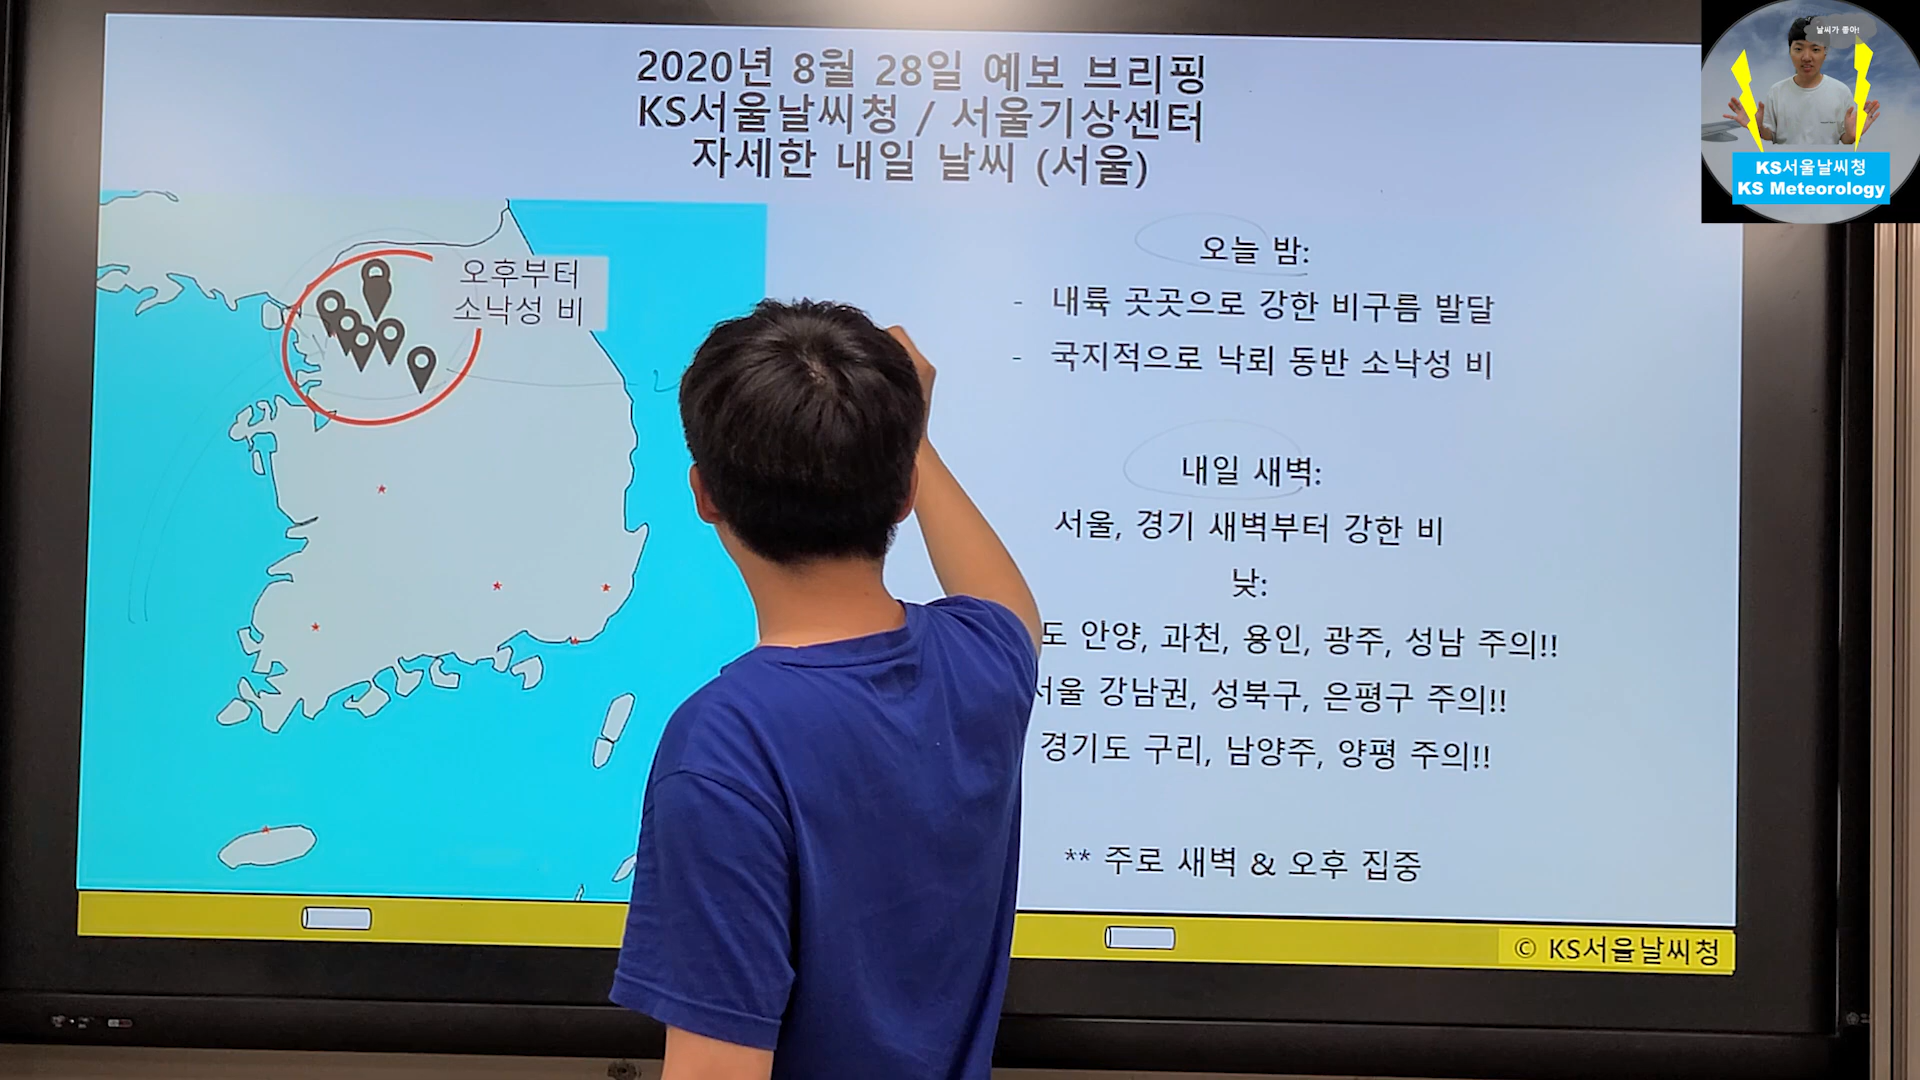 2020년 8월 28일 예보 브리핑
KS서울날씨청 / 서울기상센터
자세한 내일 날씨 (서울)
날씨가 좋아!
KS서울날씨청
KS Meteorology
오후부터
소낙성 비
오늘 밤:
- 내륙 곳곳으로 강한 비구름 발달
- 국지적으로 낙뢰 동반 소낙성 비
내일 새벽:
서울, 경기 새벽부터 강한 비
낮:
도 안양, 과천, 용인, 광주, 성남 주의!!
서울 강남권, 성북구, 은평구 주의!!
경기도 구리, 남양주, 양평 주의!!
** 주로 새벽 & 오후 집중
© KS서울날씨청